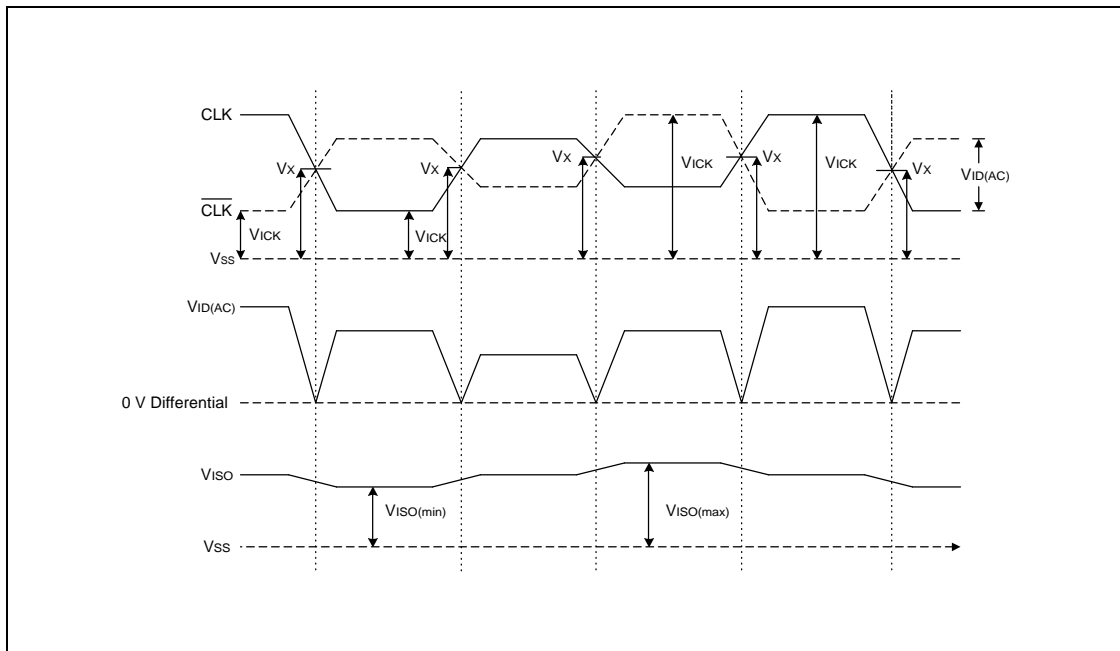 CLK
VX VX VX VICK VX VICK VX VID(AC)
CLK
VICK VICK
VSS
VID(AC)
0 V Differential
VISO
VISO(min) VISO(max)
VSS